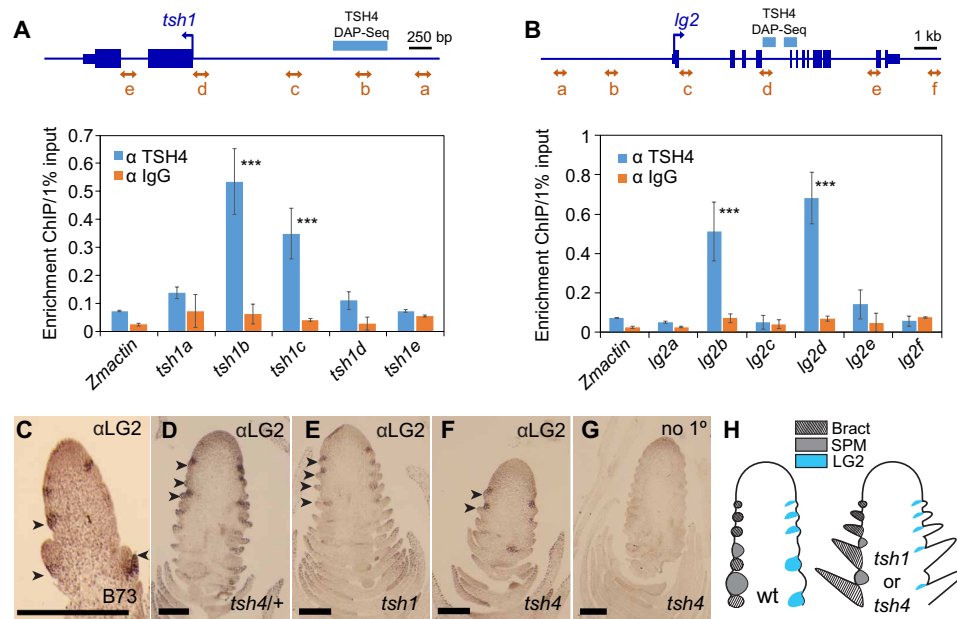 A
tsh1
TSH4
DAP-Seq
250 bp
e
d
c
b
a
Enrichment ChIP/1% input
0.7
0.6
0.5
0.4
0.3
0.2
0.1
0
α TSH4
α IgG
***
***
Zmactin
tsh1a
tsh1b
tsh1c
tsh1d
tsh1e
B
lg2
TSH4
DAP-Seq
1 kb
a
b
c
d
e
f
Enrichment ChIP/1% input
1
0.8
0.6
0.4
0.2
0
α TSH4
α IgG
***
***
Zmactin
lg2a
lg2b
lg2c
lg2d
lg2e
lg2f
C
αLG2
B73
D
αLG2
tsh4/+
E
αLG2
tsh1
F
αLG2
tsh4
G
no 1º
tsh4
H
Bract
SPM
LG2
wt
tsh1
or
tsh4